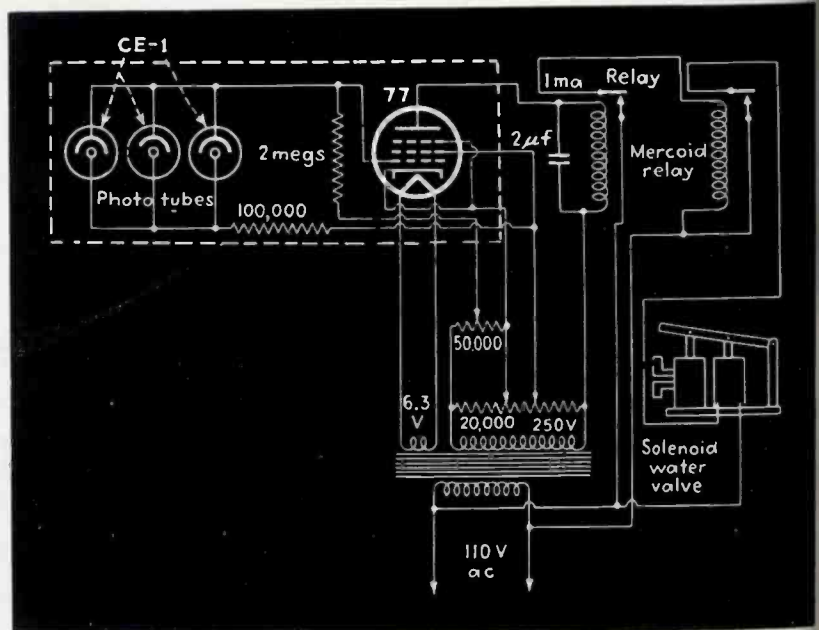 CE-1
77
1ma
Relay
2 megs
2μf
Mercoid
relay
Photo tubes
100,000
50,000
6.3
V
20,000
250V
Solenoid
water
valve
110 V
ac